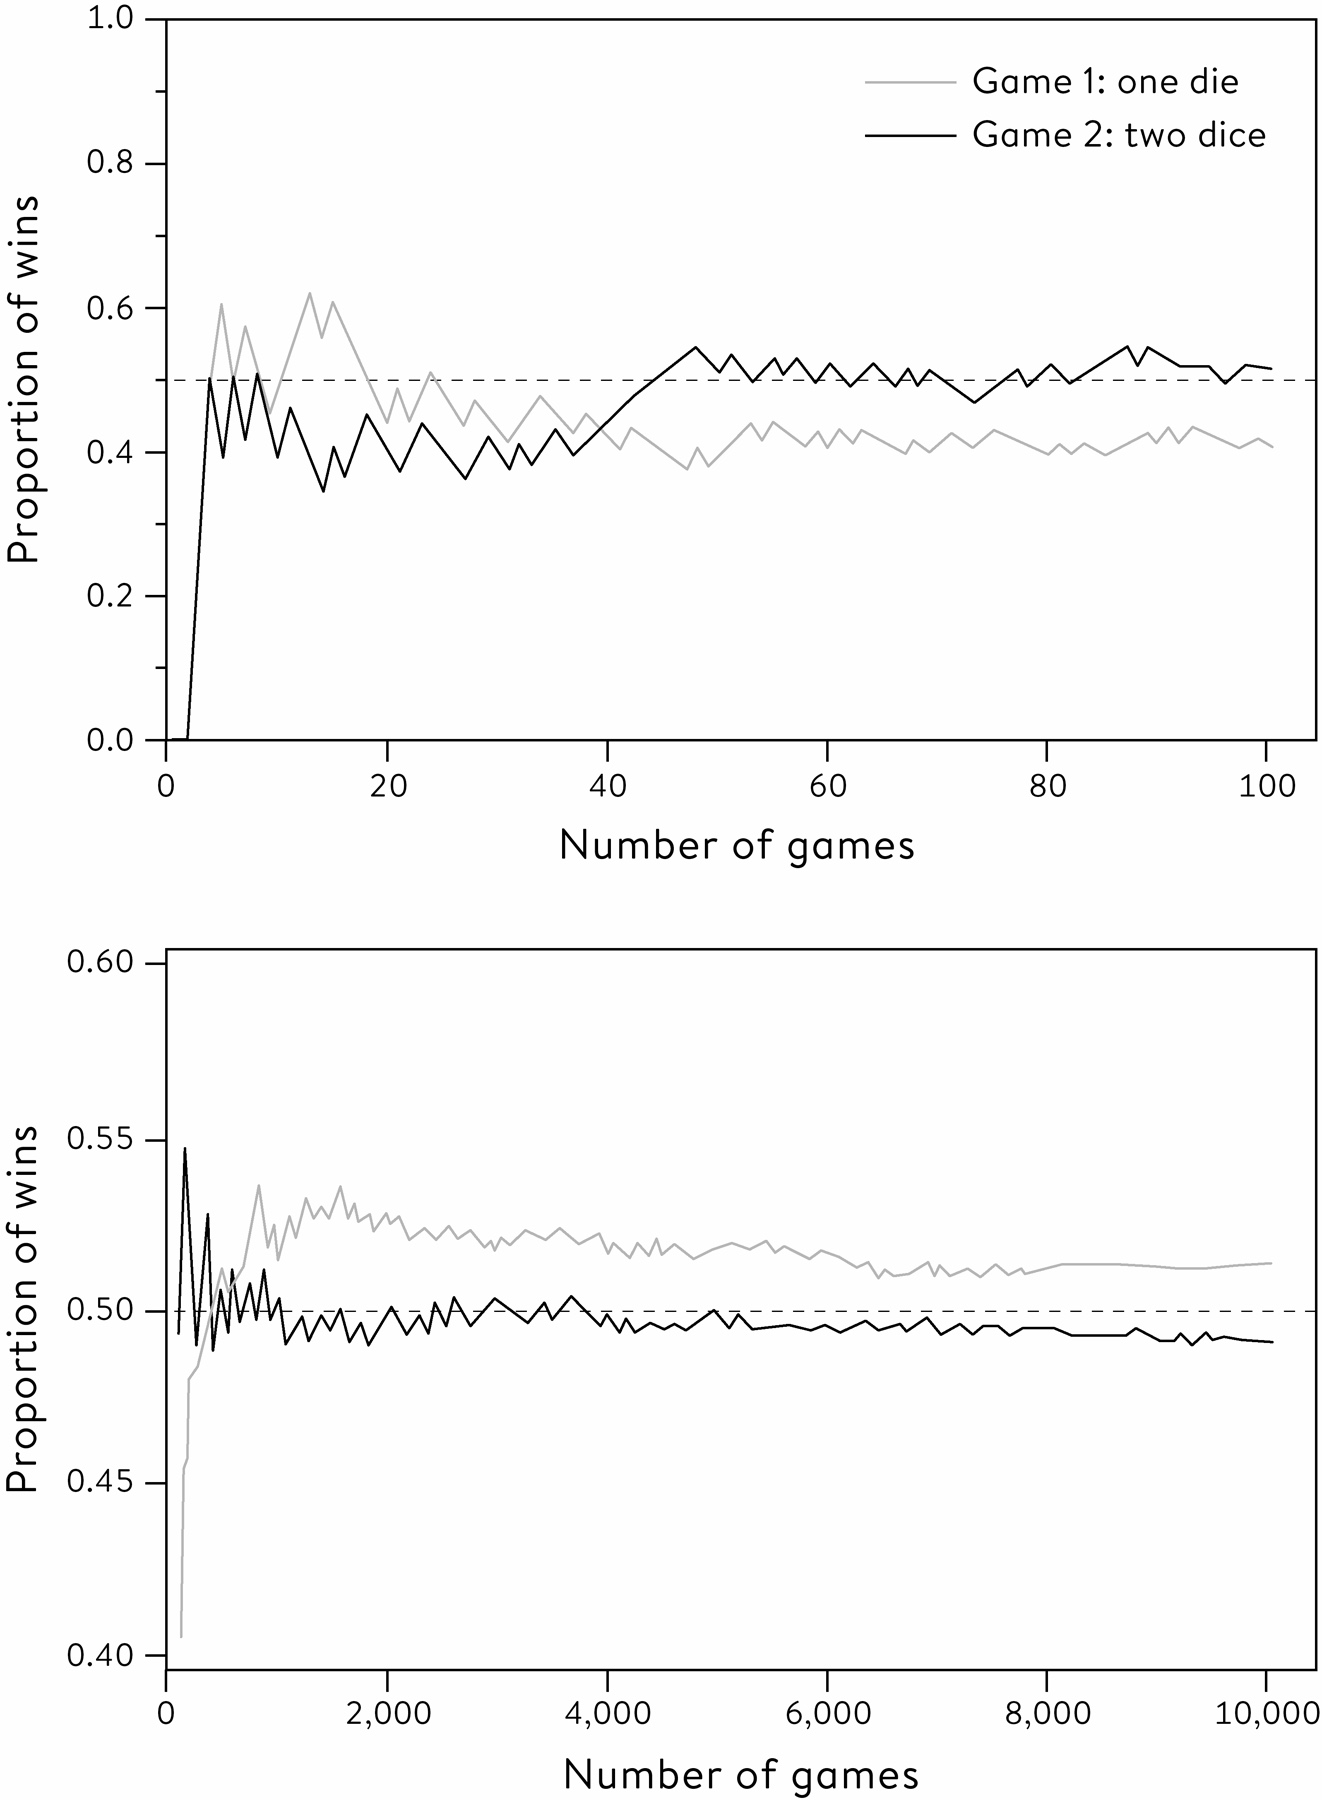 1.0
Game 1: one die
Game 2: two dice
0.8
0.6
0.4
0.2
0.0
Proportion of wins
0 20 40 60 80 100
Number of games
0.60
0.55
0.50
0.45
0.40
Proportion of wins
0 2,000 4,000 6,000 8,000 10,000
Number of games